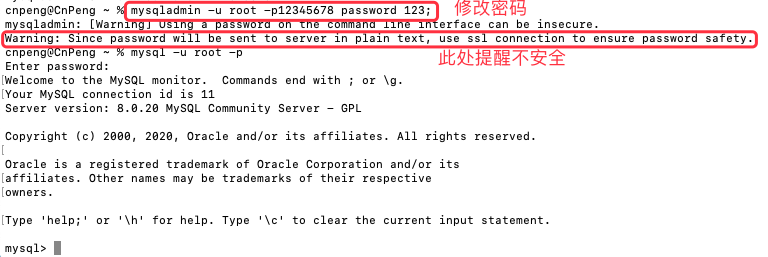 cnpeng@CnPeng ~ % mysqladmin -u root -p12345678 password 123; 修改密码
mysqladmin: [Warning] Using a password on the command line interface can be insecure.
Warning: Since password will be sent to server in plain text, use ssl connection to ensure password safety.
cnpeng@CnPeng ~ % mysql -u root -p
此处提醒不安全
Enter password:
[Welcome to the MySQL monitor.  Commands end with ; or \g.
[Your MySQL connection id is 11
Server version: 8.0.20 MySQL Community Server - GPL
Copyright (c) 2000, 2020, Oracle and/or its affiliates. All rights reserved.
[
Oracle is a registered trademark of Oracle Corporation and/or its
[affiliates. Other names may be trademarks of their respective
[owners.
[Type 'help;' or '\h' for help. Type '\c' to clear the current input statement.
mysql>